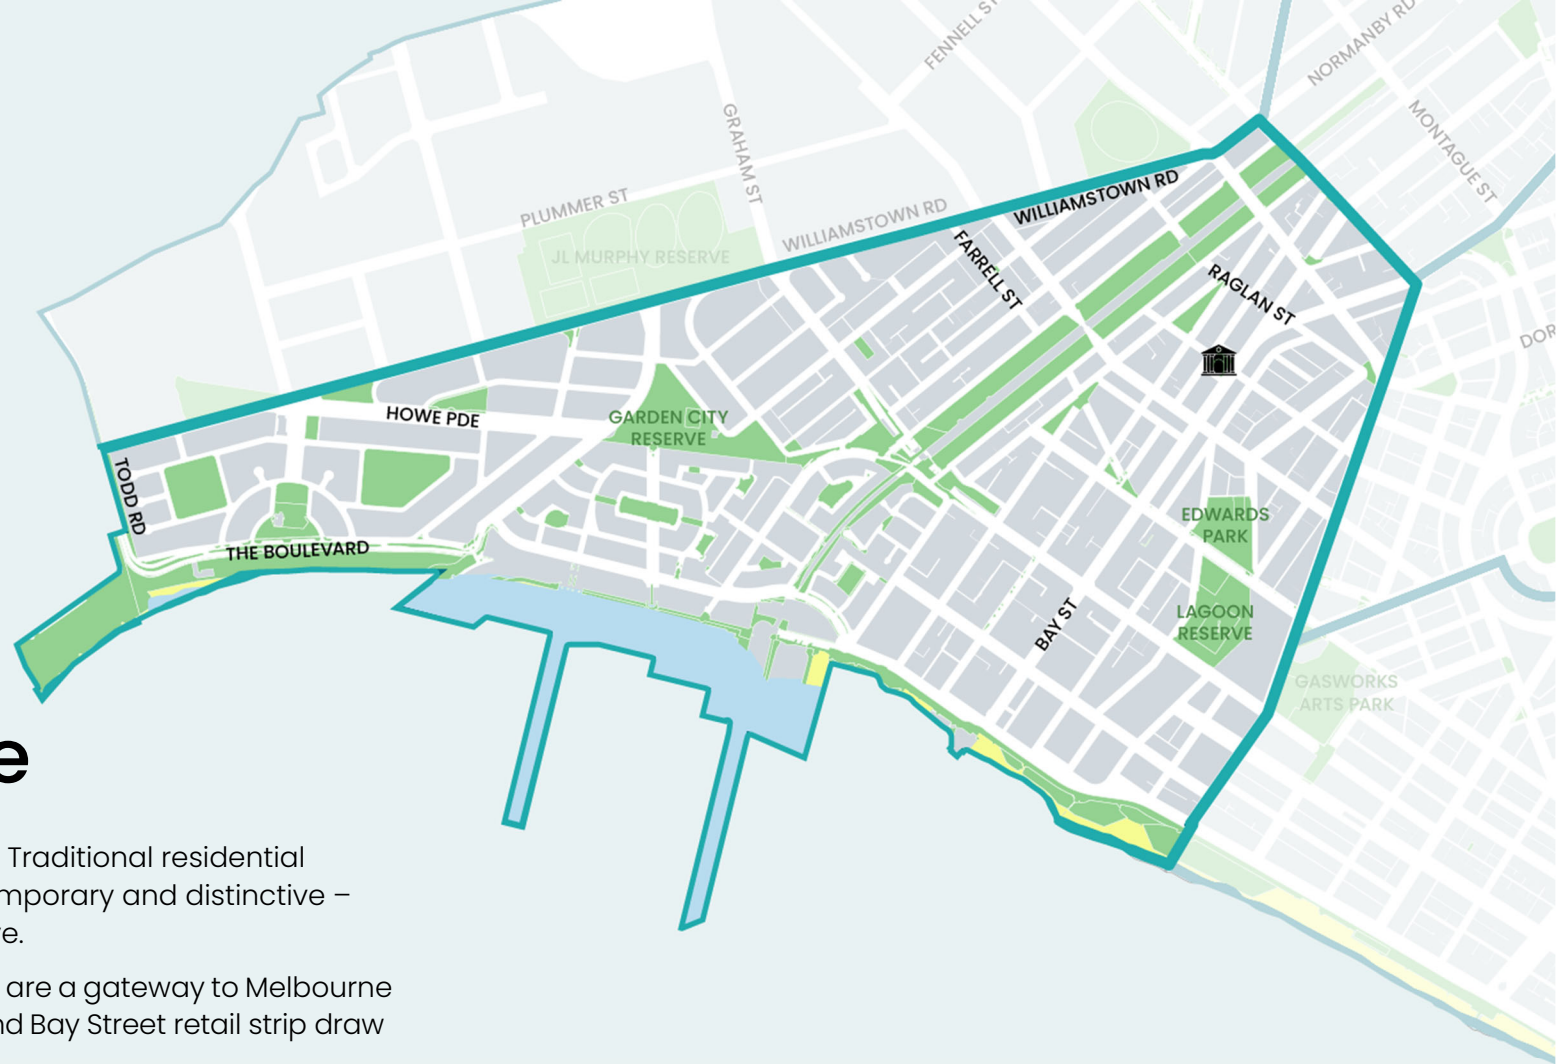 FENNELL ST
NORMANBY RD
GRAHAM ST
MONTAGUE ST
PLUMMER ST
WILLIAMSTOWN RD
WILLIAMSTOWN RD
JL MURPHY RESERVE
FARRELL ST
RAGLAN ST
DOR
HOWE PDE
GARDEN CITY
RESERVE
TODD RD
THE BOULEVARD
EDWARDS
PARK
BAY ST
LAGOON
RESERVE
GASWORKS
ARTS PARK
e
Traditional residential
mporary and distinctive –
e.
are a gateway to Melbourne
nd Bay Street retail strip draw